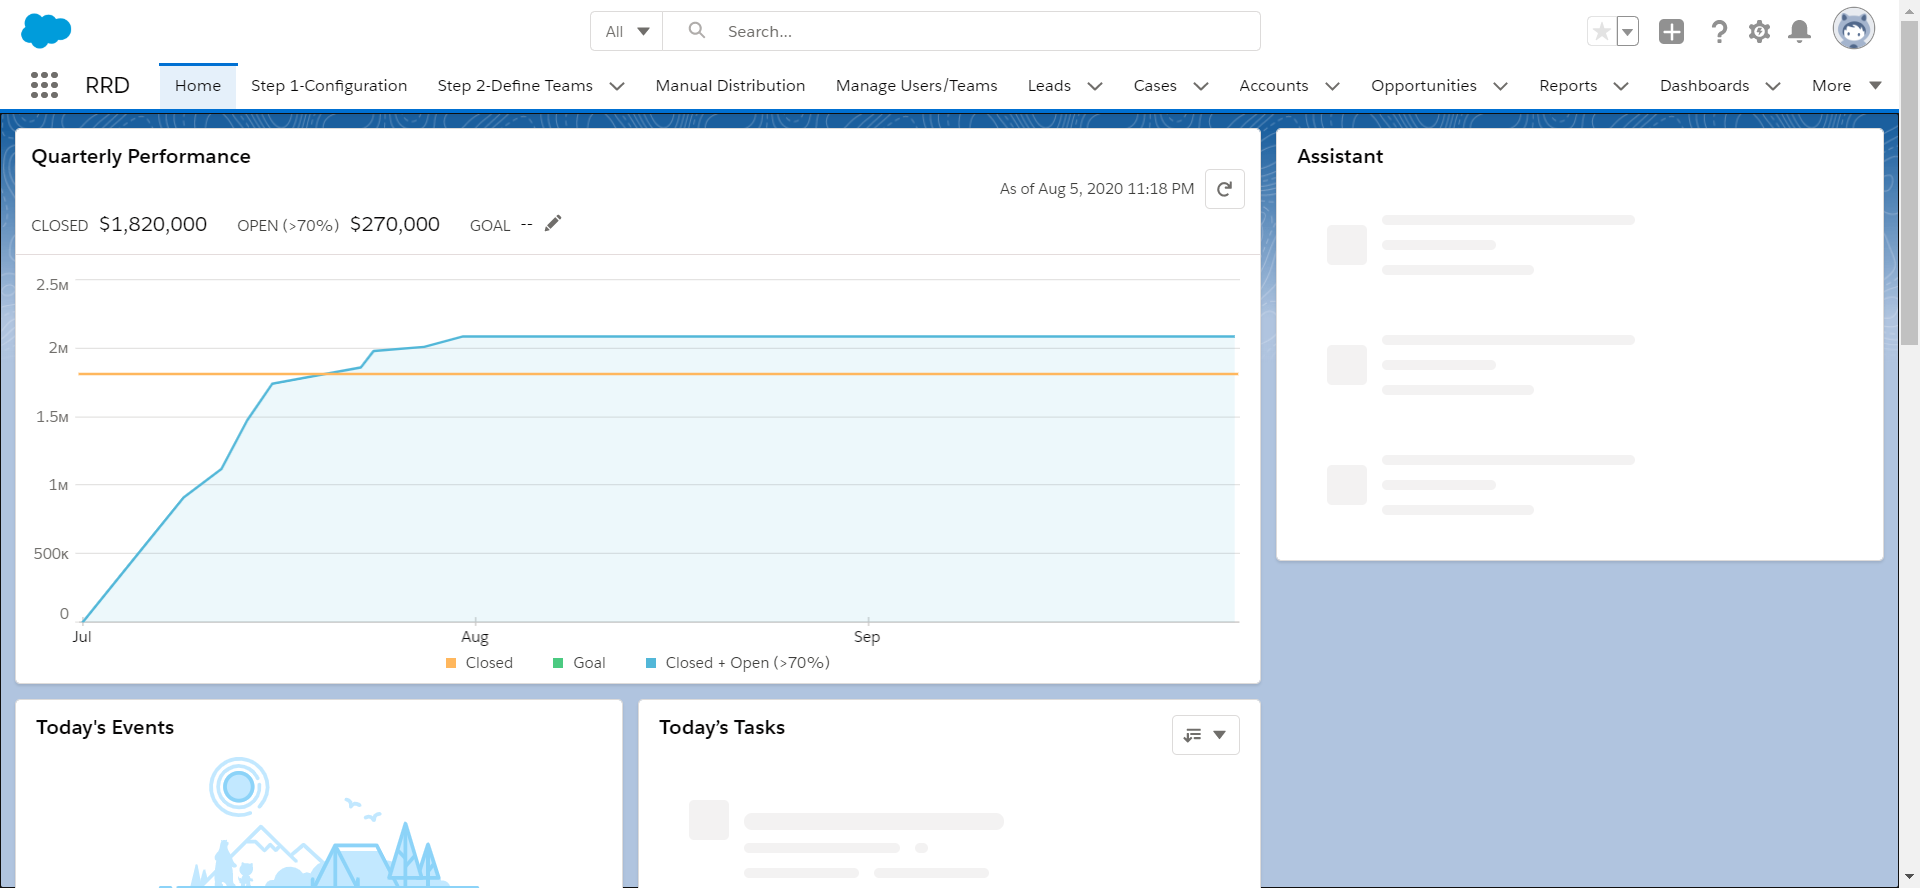 All
Search...
RRD
Home
Step 1-Configuration
Step 2-Define Teams
Manual Distribution
Manage Users/Teams
Leads
Cases
Accounts
Opportunities
Reports
Dashboards
More
Quarterly Performance
As of Aug 5, 2020 11:18 PM
CLOSED $1,820,000 OPEN (>70%) $270,000 GOAL --
2.5M
2M
1.5M
1M
500K
0
Jul Aug Sep
Closed Goal Closed + Open (>70%)
Assistant
Today's Events
Today’s Tasks